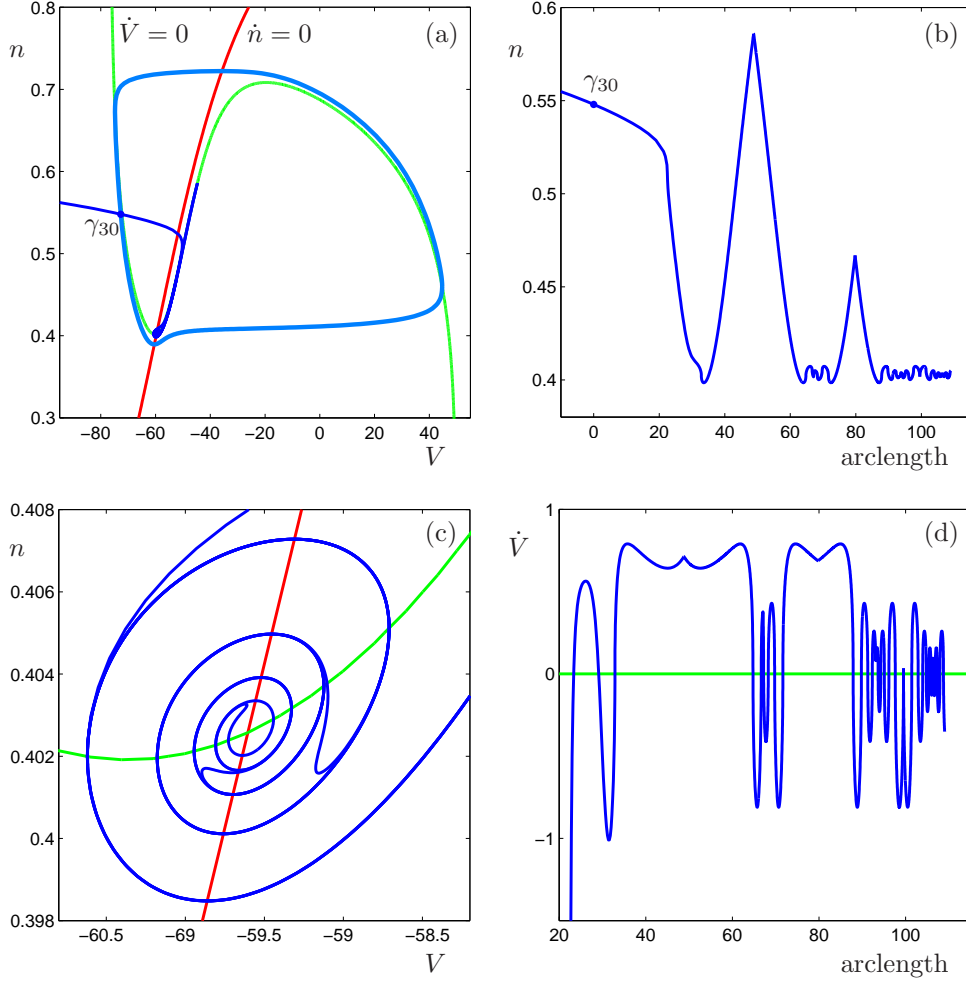 0.8
n
V̇ = 0
ṅ = 0
(a)
0.7
0.6
γ₃₀
0.5
0.4
0.3
−80 −60 −40 −20 0 20 40
V
0.6
n
(b)
γ₃₀
0.55
0.5
0.45
0.4
0 20 40 60 80 100
arclength
0.408
n
(c)
0.406
0.404
0.402
0.4
0.398
−60.5 −69 −59.5 −59 −58.5
V
1
V̇
(d)
0
−1
20 40 60 80 100
arclength